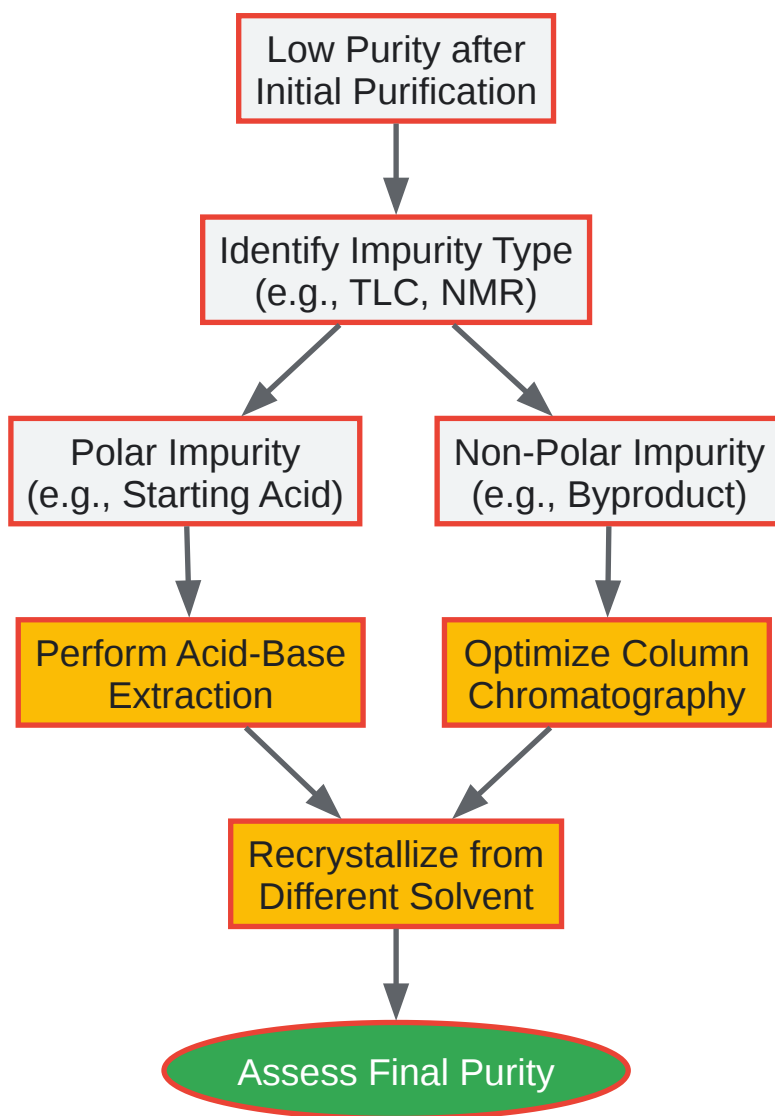 Low Purity after
Initial Purification
Identify Impurity Type
(e.g., TLC, NMR)
Polar Impurity
(e.g., Starting Acid)
Non-Polar Impurity
(e.g., Byproduct)
Perform Acid-Base
Extraction
Optimize Column
Chromatography
Recrystallize from
Different Solvent
Assess Final Purity